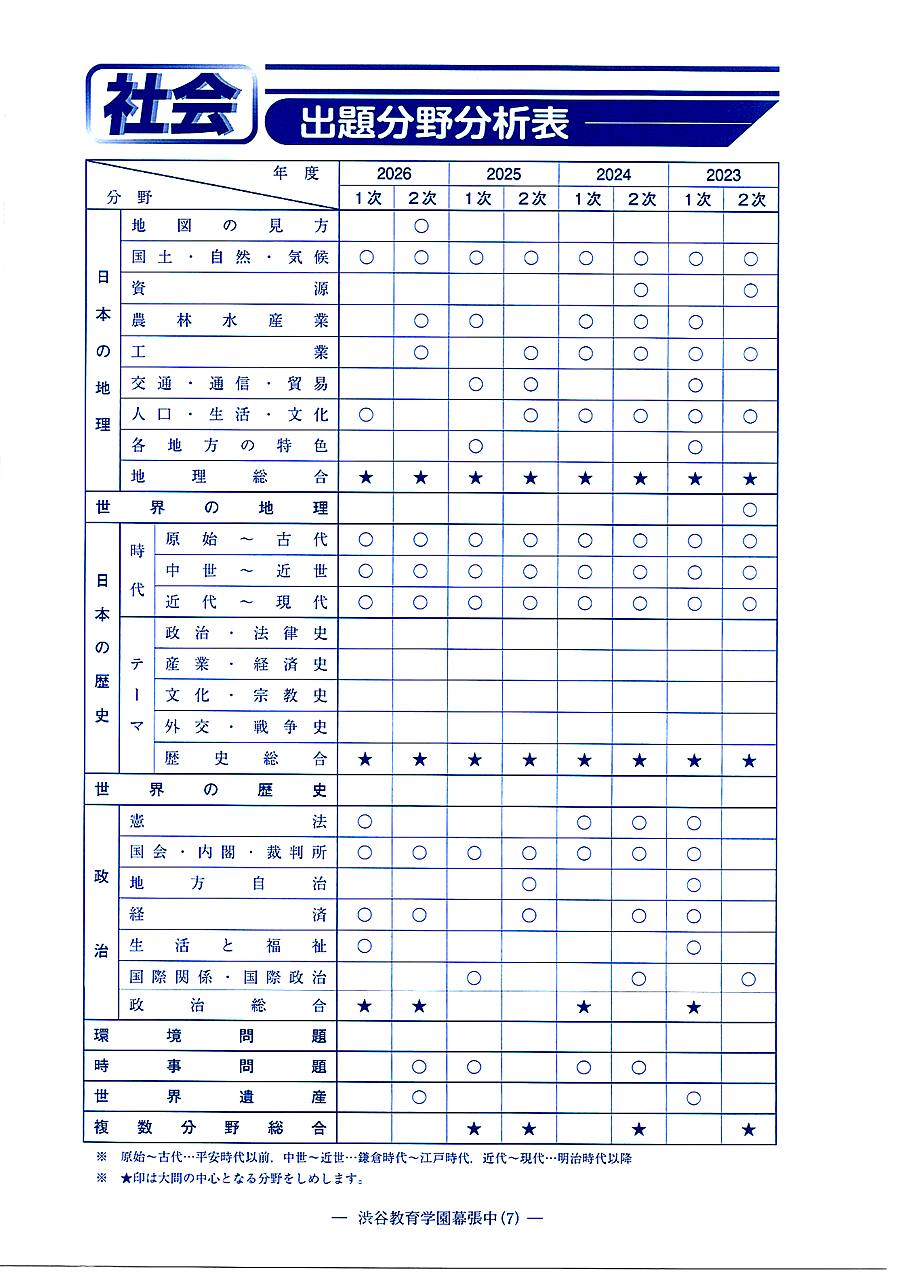 社会
出題分野分析表
年度 2026 2025 2024 2023
分野 1次 2次 1次 2次 1次 2次 1次 2次
日本の地理
地図の見方 ○
国土・自然・気候 ○ ○ ○ ○ ○ ○ ○ ○
資源 ○ ○
農林水産業 ○ ○ ○ ○ ○
工業 ○ ○ ○ ○ ○ ○
交通・通信・貿易 ○ ○ ○
人口・生活・文化 ○ ○ ○ ○ ○ ○
各地方の特色 ○ ○
地理総合 ★ ★ ★ ★ ★ ★ ★ ★
世界の地理 ○
日本の歴史
時代
原始～古代 ○ ○ ○ ○ ○ ○ ○ ○
中世～近世 ○ ○ ○ ○ ○ ○ ○ ○
近代～現代 ○ ○ ○ ○ ○ ○ ○ ○
テーマ
政治・法律史
産業・経済史
文化・宗教史
外交・戦争史
歴史総合 ★ ★ ★ ★ ★ ★ ★ ★
世界の歴史
政治
憲法 ○ ○ ○ ○
国会・内閣・裁判所 ○ ○ ○ ○ ○ ○ ○
地方自治 ○ ○
経済 ○ ○ ○ ○ ○
生活と福祉 ○ ○
国際関係・国際政治 ○ ○ ○
政治総合 ★ ★ ★ ★
環境問題
時事問題 ○ ○ ○ ○
世界遺産 ○ ○
複数分野総合 ★ ★ ★ ★
※ 原始～古代…平安時代以前，中世～近世…鎌倉時代～江戸時代，近代～現代…明治時代以降
※ ★印は大問の中心となる分野をしめします。
― 渋谷教育学園幕張中(7) ―